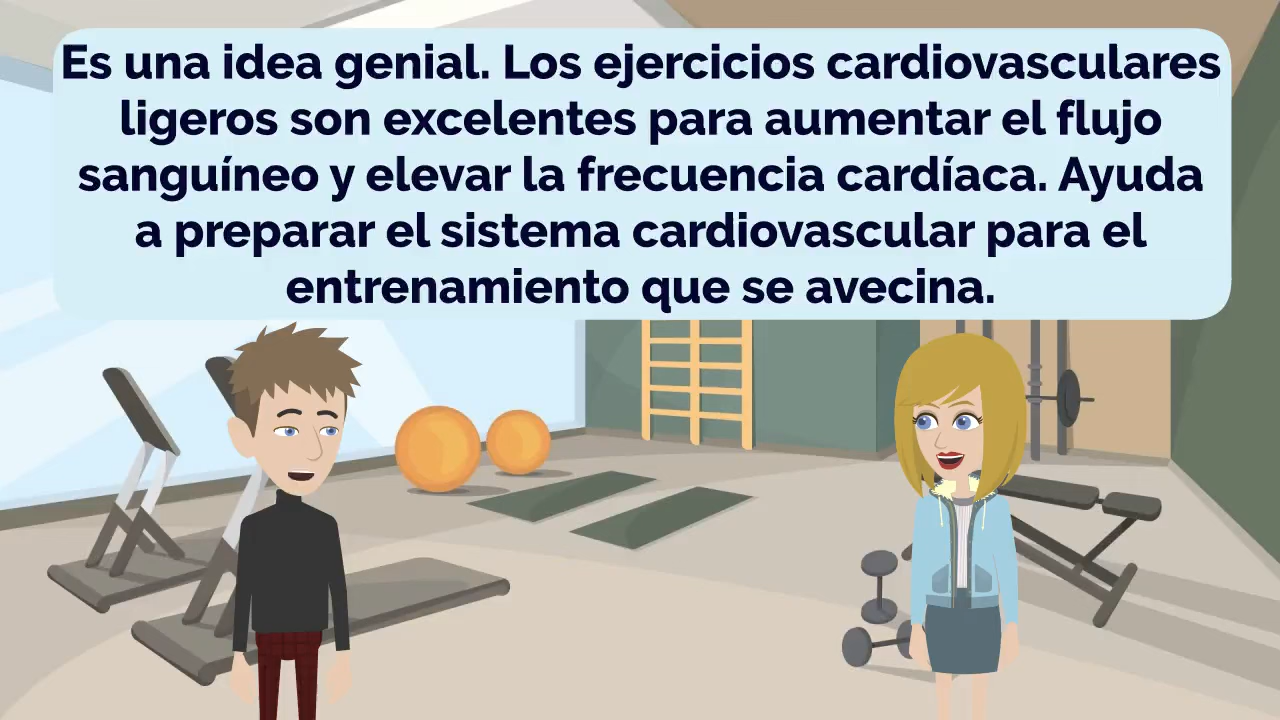 Es una idea genial. Los ejercicios cardiovasculares
ligeros son excelentes para aumentar el flujo
sanguíneo y elevar la frecuencia cardíaca. Ayuda
a preparar el sistema cardiovascular para el
entrenamiento que se avecina.